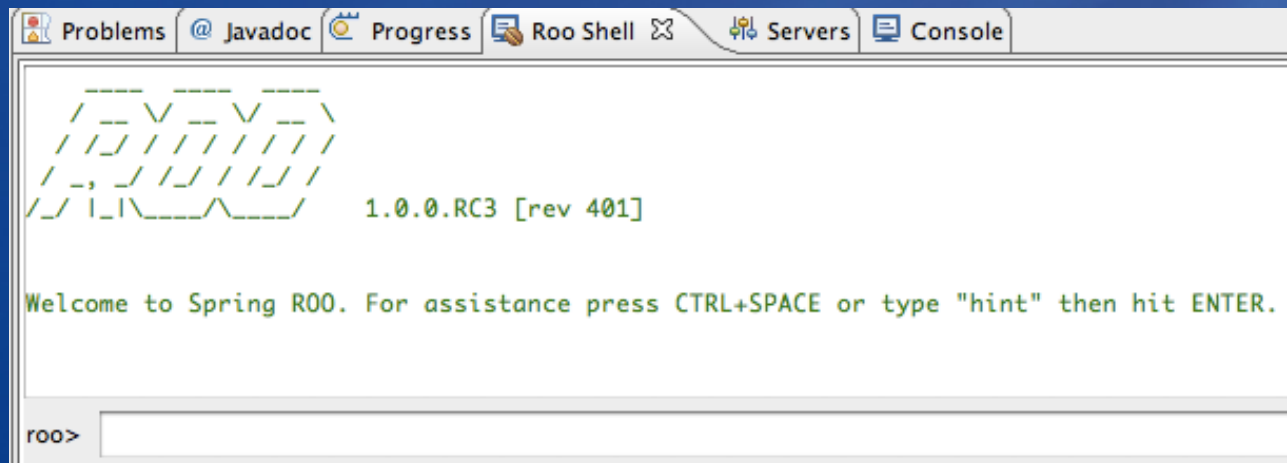 Problems @ Javadoc Progress Roo Shell Servers Console
    ____  ____  ____
   / __ \/ __ \/ __ \
  / /_/ / / / / / / /
 / _, _/ /_/ / /_/ /
/_/ |_|\____/\____/    1.0.0.RC3 [rev 401]
Welcome to Spring ROO. For assistance press CTRL+SPACE or type "hint" then hit ENTER.
roo>